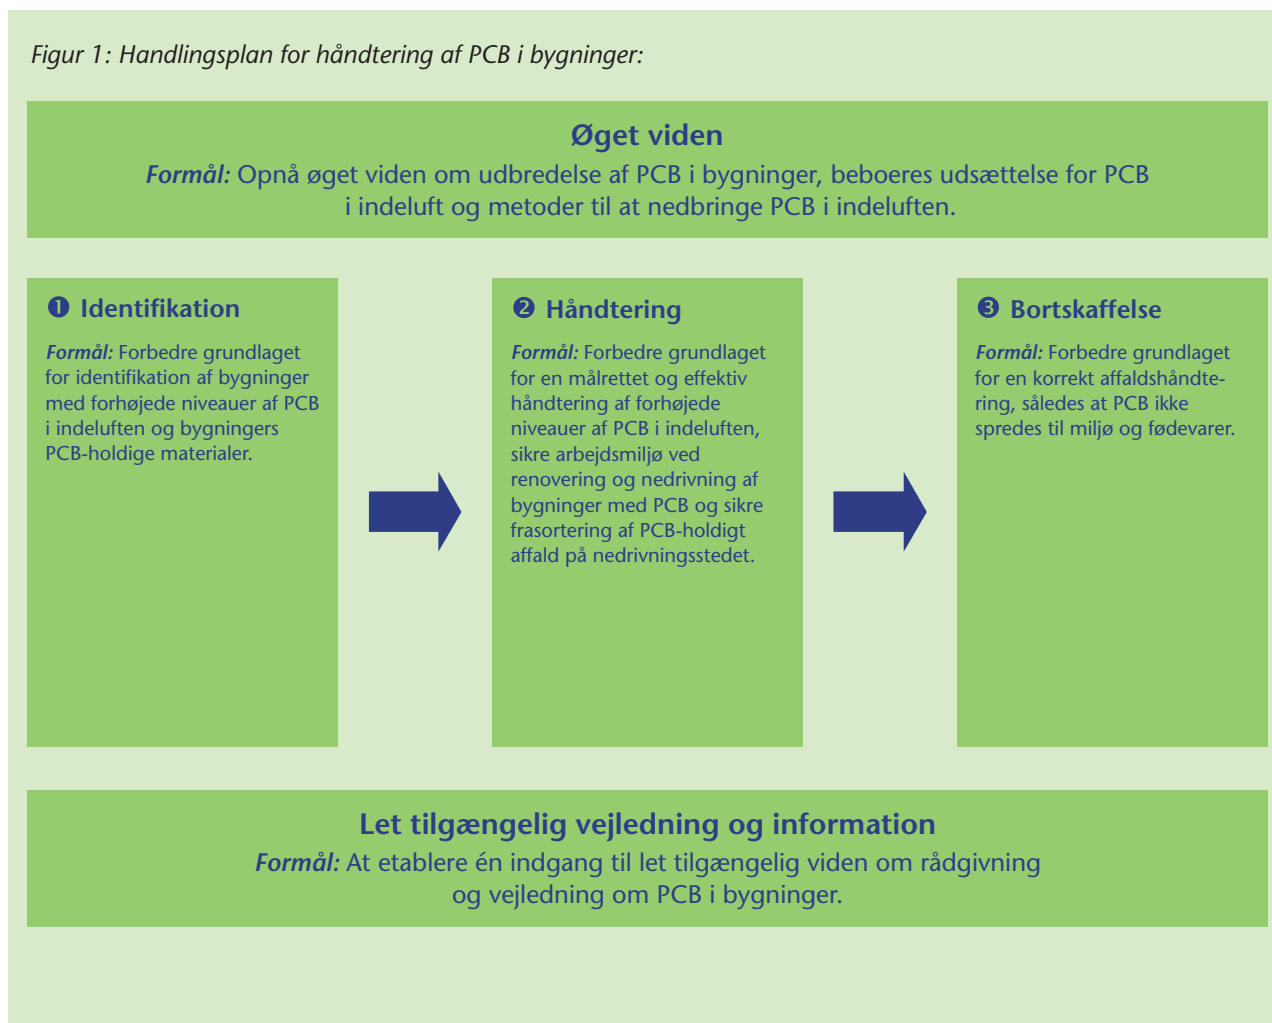 Figur 1: Handlingsplan for håndtering af PCB i bygninger:
Øget viden
Formål: Opnå øget viden om udbredelse af PCB i bygninger, beboeres udsættelse for PCB
i indeluft og metoder til at nedbringe PCB i indeluften.
❶ Identifikation
Formål: Forbedre grundlaget
for identifikation af bygninger
med forhøjede niveauer af PCB
i indeluften og bygningers
PCB-holdige materialer.
❷ Håndtering
Formål: Forbedre grundlaget
for en målrettet og effektiv
håndtering af forhøjede
niveauer af PCB i indeluften,
sikre arbejdsmiljø ved
renovering og nedrivning af
bygninger med PCB og sikre
frasortering af PCB-holdigt
affald på nedrivningsstedet.
❸ Bortskaffelse
Formål: Forbedre grundlaget
for en korrekt affaldshåndte-
ring, således at PCB ikke
spredes til miljø og fødevarer.
Let tilgængelig vejledning og information
Formål: At etablere én indgang til let tilgængelig viden om rådgivning
og vejledning om PCB i bygninger.